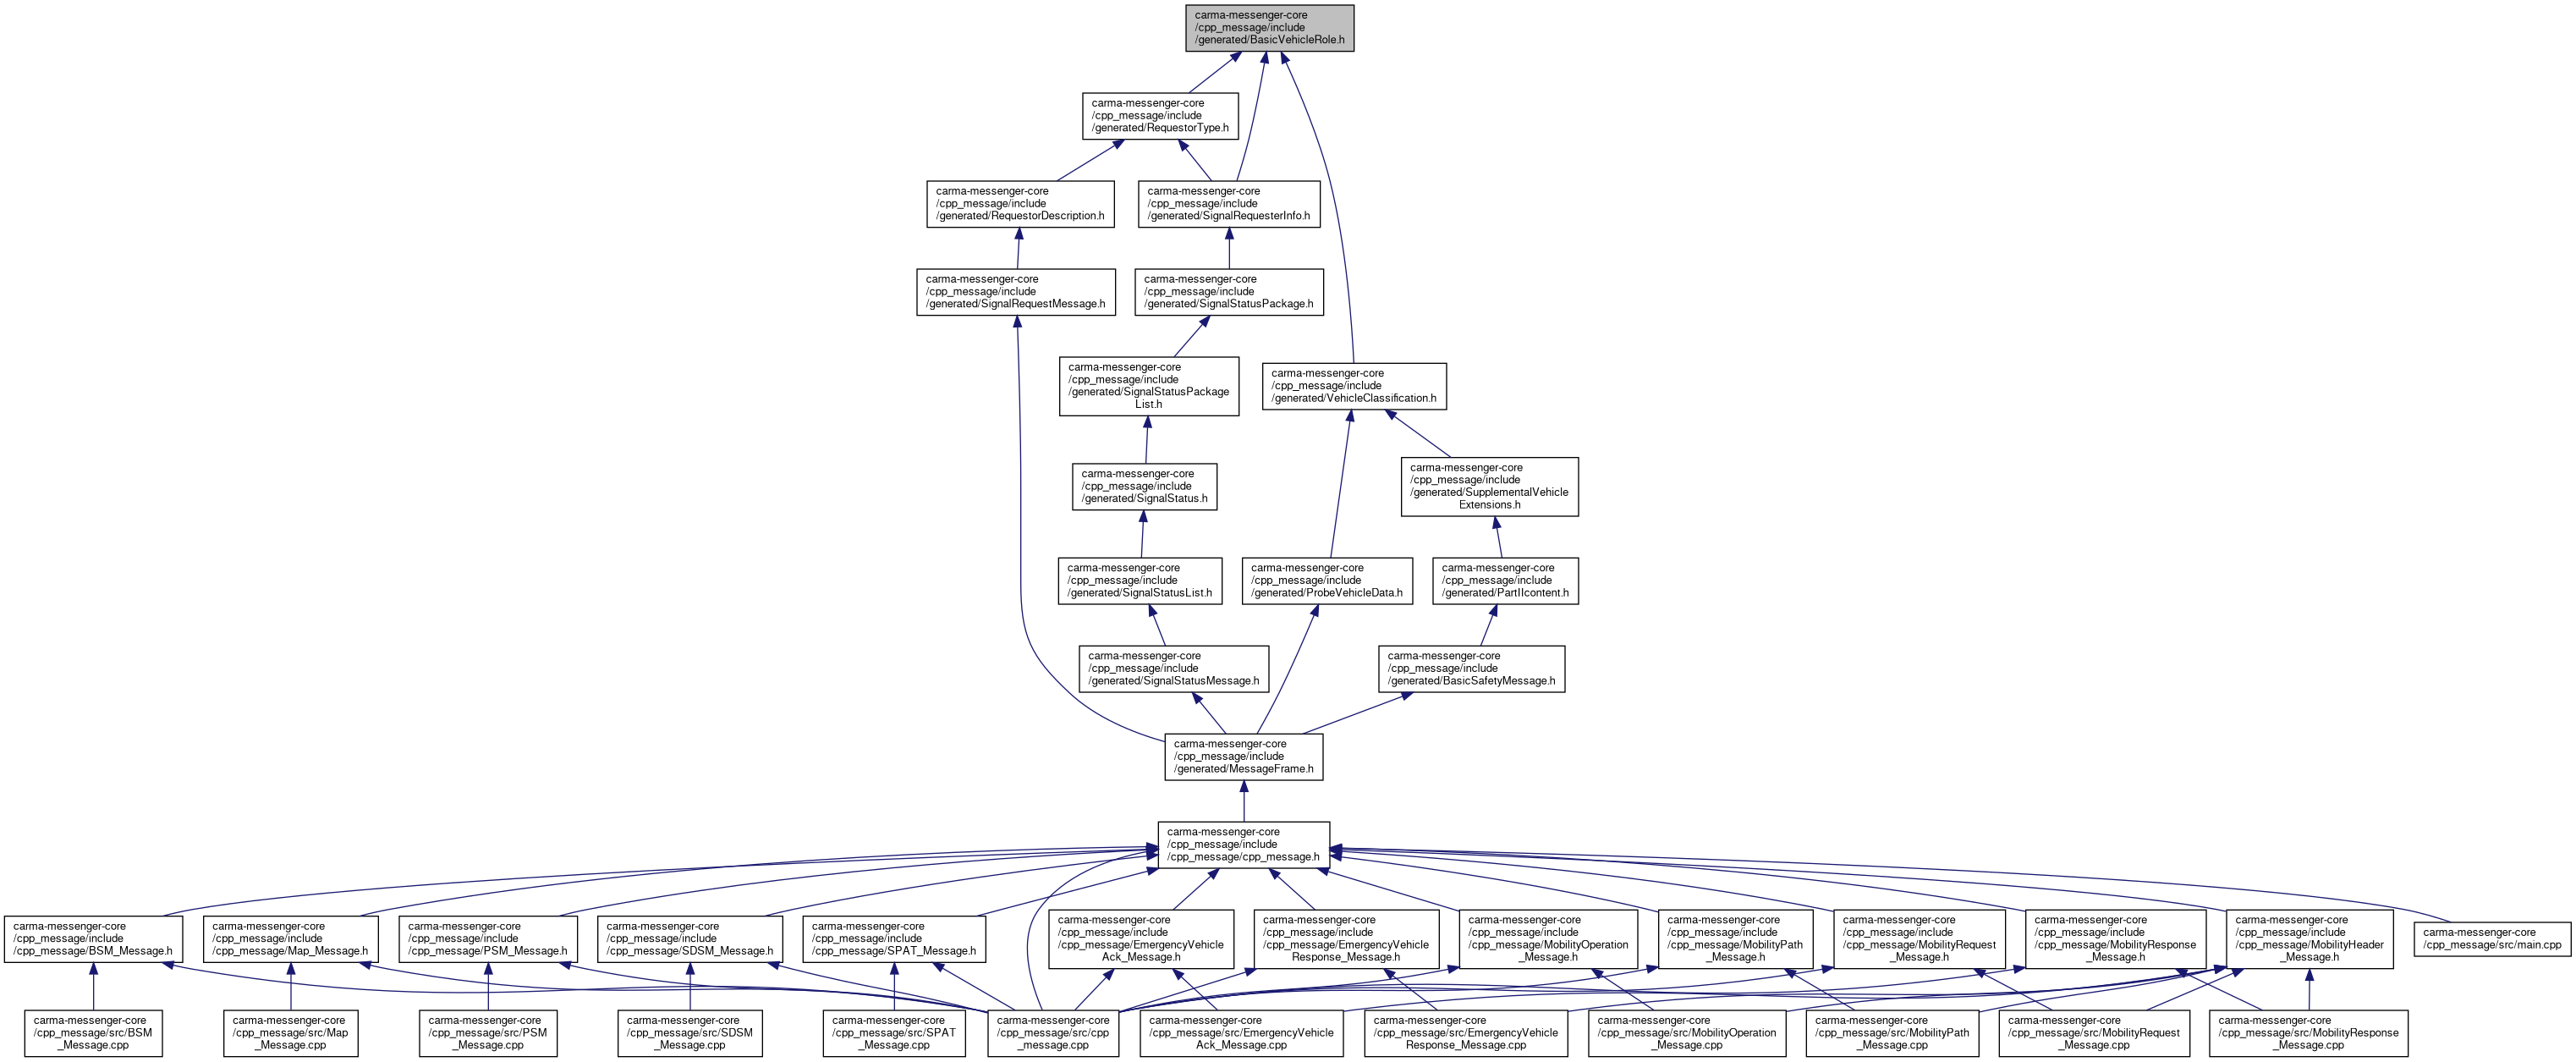 carma-messenger-core
/cpp_message/include
/generated/BasicVehicleRole.h
carma-messenger-core
/cpp_message/include
/generated/RequestorType.h
carma-messenger-core
/cpp_message/include
/generated/RequestorDescription.h
carma-messenger-core
/cpp_message/include
/generated/SignalRequesterInfo.h
carma-messenger-core
/cpp_message/include
/generated/SignalRequestMessage.h
carma-messenger-core
/cpp_message/include
/generated/SignalStatusPackage.h
carma-messenger-core
/cpp_message/include
/generated/SignalStatusPackage
List.h
carma-messenger-core
/cpp_message/include
/generated/VehicleClassification.h
carma-messenger-core
/cpp_message/include
/generated/SignalStatus.h
carma-messenger-core
/cpp_message/include
/generated/SupplementalVehicle
Extensions.h
carma-messenger-core
/cpp_message/include
/generated/SignalStatusList.h
carma-messenger-core
/cpp_message/include
/generated/ProbeVehicleData.h
carma-messenger-core
/cpp_message/include
/generated/PartIIcontent.h
carma-messenger-core
/cpp_message/include
/generated/SignalStatusMessage.h
carma-messenger-core
/cpp_message/include
/generated/BasicSafetyMessage.h
carma-messenger-core
/cpp_message/include
/generated/MessageFrame.h
carma-messenger-core
/cpp_message/include
/cpp_message/cpp_message.h
carma-messenger-core
/cpp_message/include
/cpp_message/BSM_Message.h
carma-messenger-core
/cpp_message/include
/cpp_message/Map_Message.h
carma-messenger-core
/cpp_message/include
/cpp_message/PSM_Message.h
carma-messenger-core
/cpp_message/include
/cpp_message/SDSM_Message.h
carma-messenger-core
/cpp_message/include
/cpp_message/SPAT_Message.h
carma-messenger-core
/cpp_message/include
/cpp_message/EmergencyVehicle
Ack_Message.h
carma-messenger-core
/cpp_message/include
/cpp_message/EmergencyVehicle
Response_Message.h
carma-messenger-core
/cpp_message/include
/cpp_message/MobilityOperation
_Message.h
carma-messenger-core
/cpp_message/include
/cpp_message/MobilityPath
_Message.h
carma-messenger-core
/cpp_message/include
/cpp_message/MobilityRequest
_Message.h
carma-messenger-core
/cpp_message/include
/cpp_message/MobilityResponse
_Message.h
carma-messenger-core
/cpp_message/include
/cpp_message/MobilityHeader
_Message.h
carma-messenger-core
/cpp_message/src/main.cpp
carma-messenger-core
/cpp_message/src/BSM
_Message.cpp
carma-messenger-core
/cpp_message/src/Map
_Message.cpp
carma-messenger-core
/cpp_message/src/PSM
_Message.cpp
carma-messenger-core
/cpp_message/src/SDSM
_Message.cpp
carma-messenger-core
/cpp_message/src/SPAT
_Message.cpp
carma-messenger-core
/cpp_message/src/cpp
_message.cpp
carma-messenger-core
/cpp_message/src/EmergencyVehicle
Ack_Message.cpp
carma-messenger-core
/cpp_message/src/EmergencyVehicle
Response_Message.cpp
carma-messenger-core
/cpp_message/src/MobilityOperation
_Message.cpp
carma-messenger-core
/cpp_message/src/MobilityPath
_Message.cpp
carma-messenger-core
/cpp_message/src/MobilityRequest
_Message.cpp
carma-messenger-core
/cpp_message/src/MobilityResponse
_Message.cpp